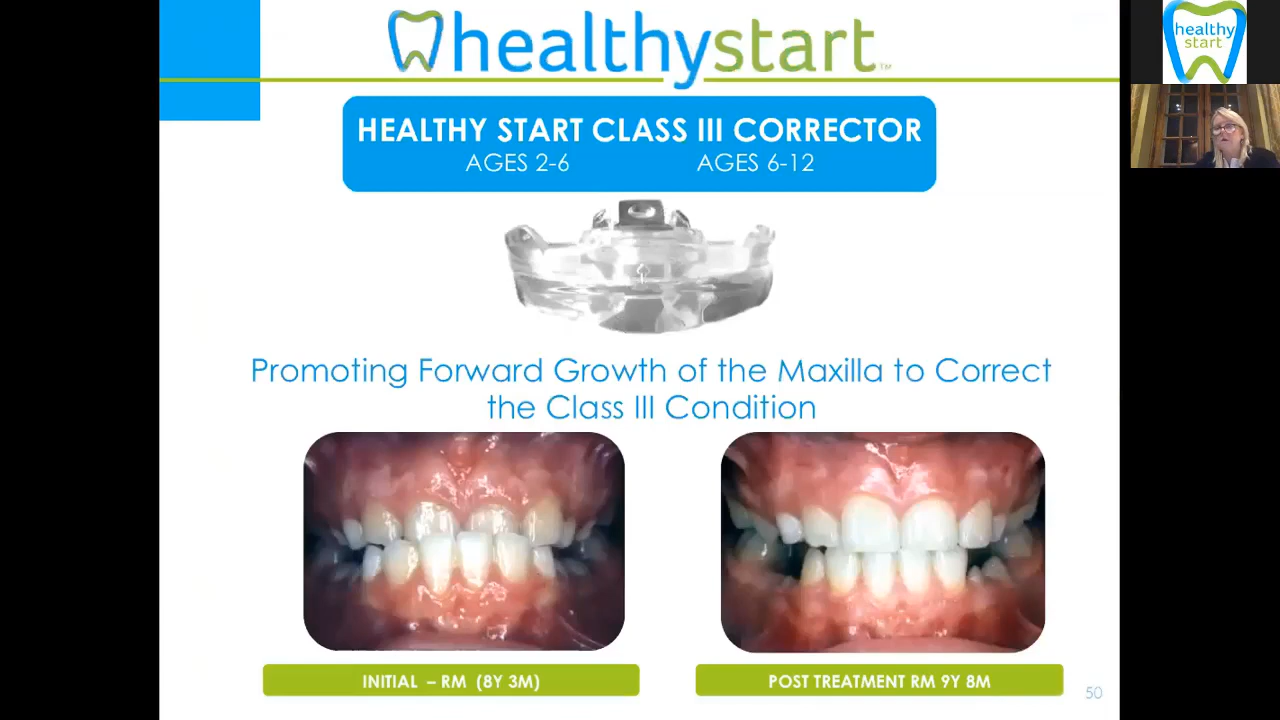 healthystart™
HEALTHY START CLASS III CORRECTOR
AGES 2-6 AGES 6-12
Promoting Forward Growth of the Maxilla to Correct
the Class III Condition
INITIAL – RM (8Y 3M)
POST TREATMENT RM 9Y 8M
50
healthy
start